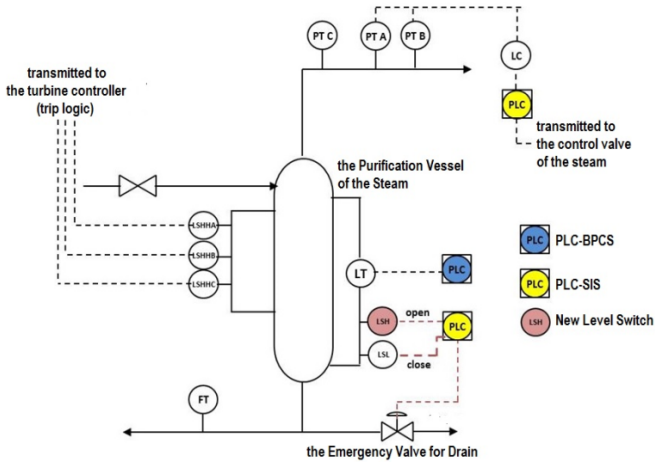 PT C
PT A
PT B
LC
PLC
transmitted to
the turbine controller
(trip logic)
transmitted to
the control valve
of the steam
the Purification Vessel
of the Steam
LSHHA
LSHHB
LSHHC
LT
PLC
PLC
PLC-BPCS
PLC
PLC-SIS
LSH
New Level Switch
LSH
open
PLC
LSL
close
FT
the Emergency Valve for Drain